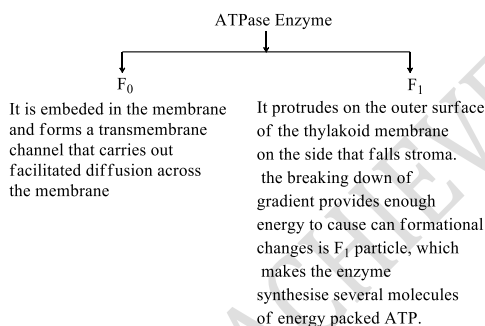 ATPase Enzyme
F0
It is embeded in the membrane
and forms a transmembrane
channel that carries out
facilitated diffusion across
the membrane
F1
It protrudes on the outer surface
of the thylakoid membrane
on the side that falls stroma.
the breaking down of
gradient provides enough
energy to cause can formational
changes is F1 particle, which
makes the enzyme
synthesise several molecules
of energy packed ATP.
ACHIEVE